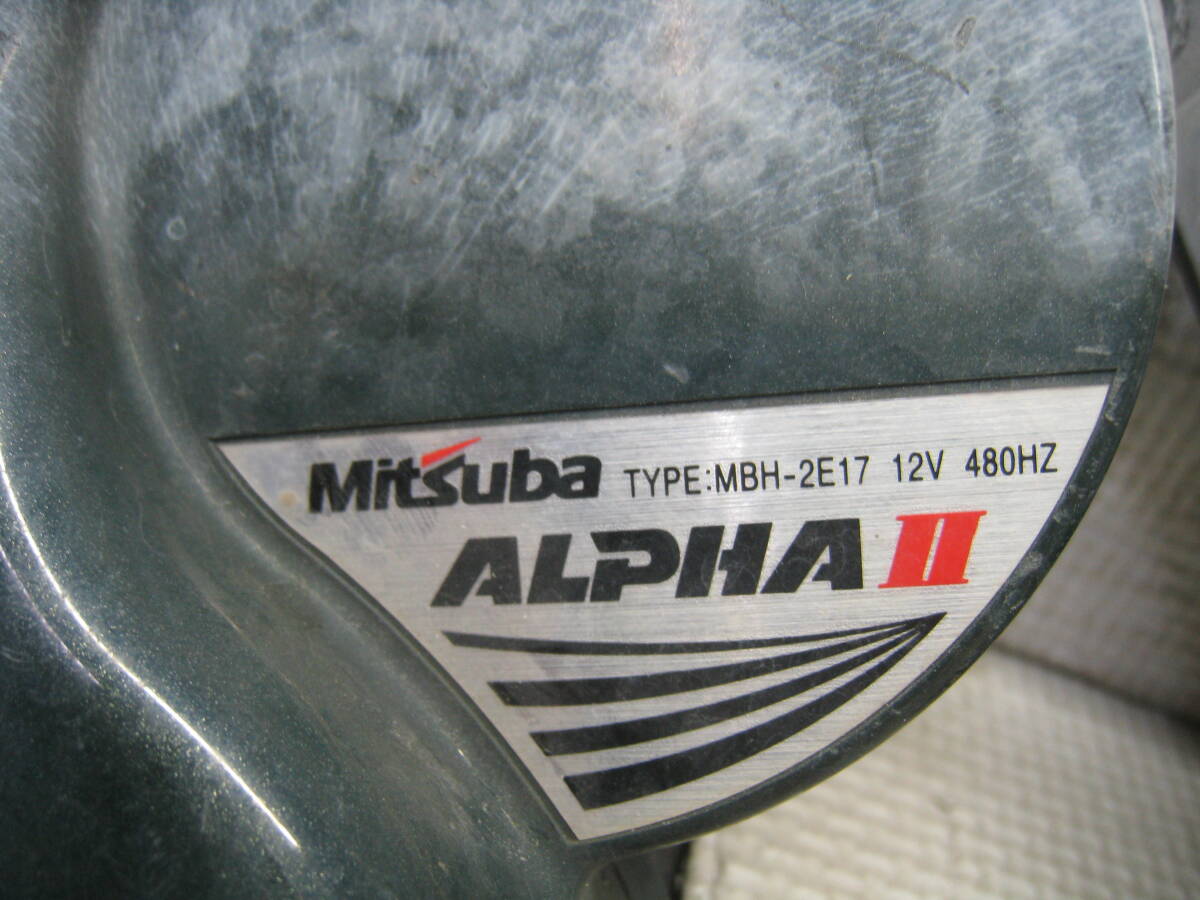 Mitsuba TYPE:MBH-2E17 12V 480HZ
ALPHA II